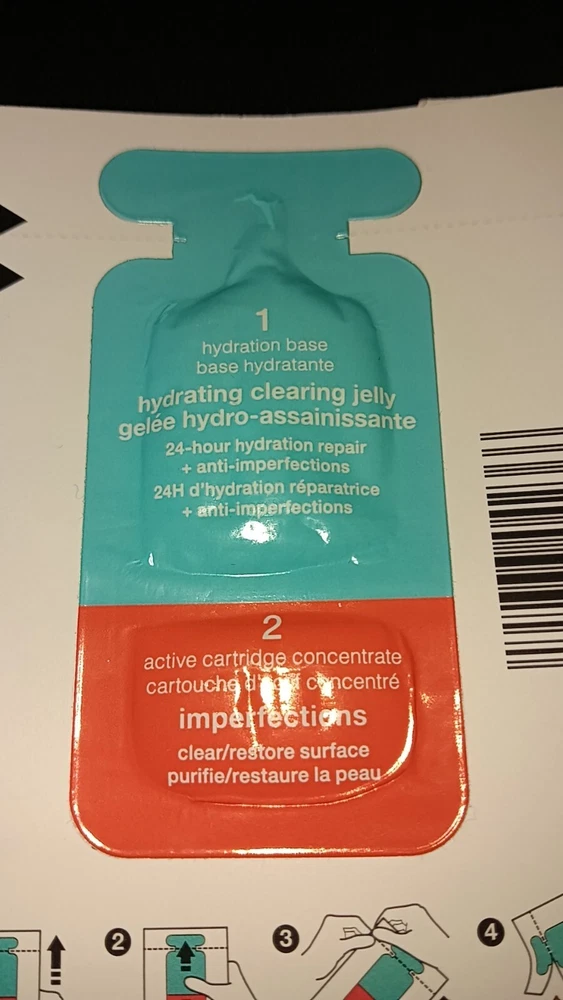 1
hydration base
base hydratante
hydrating clearing jelly
gelée hydro-assainissante
24-hour hydration repair
+ anti-imperfections
24H d'hydration réparatrice
+ anti-imperfections
2
active cartridge concentrate
cartouche concentré
imperfections
clear/restore surface
purifie/restaure la peau
2
3
4